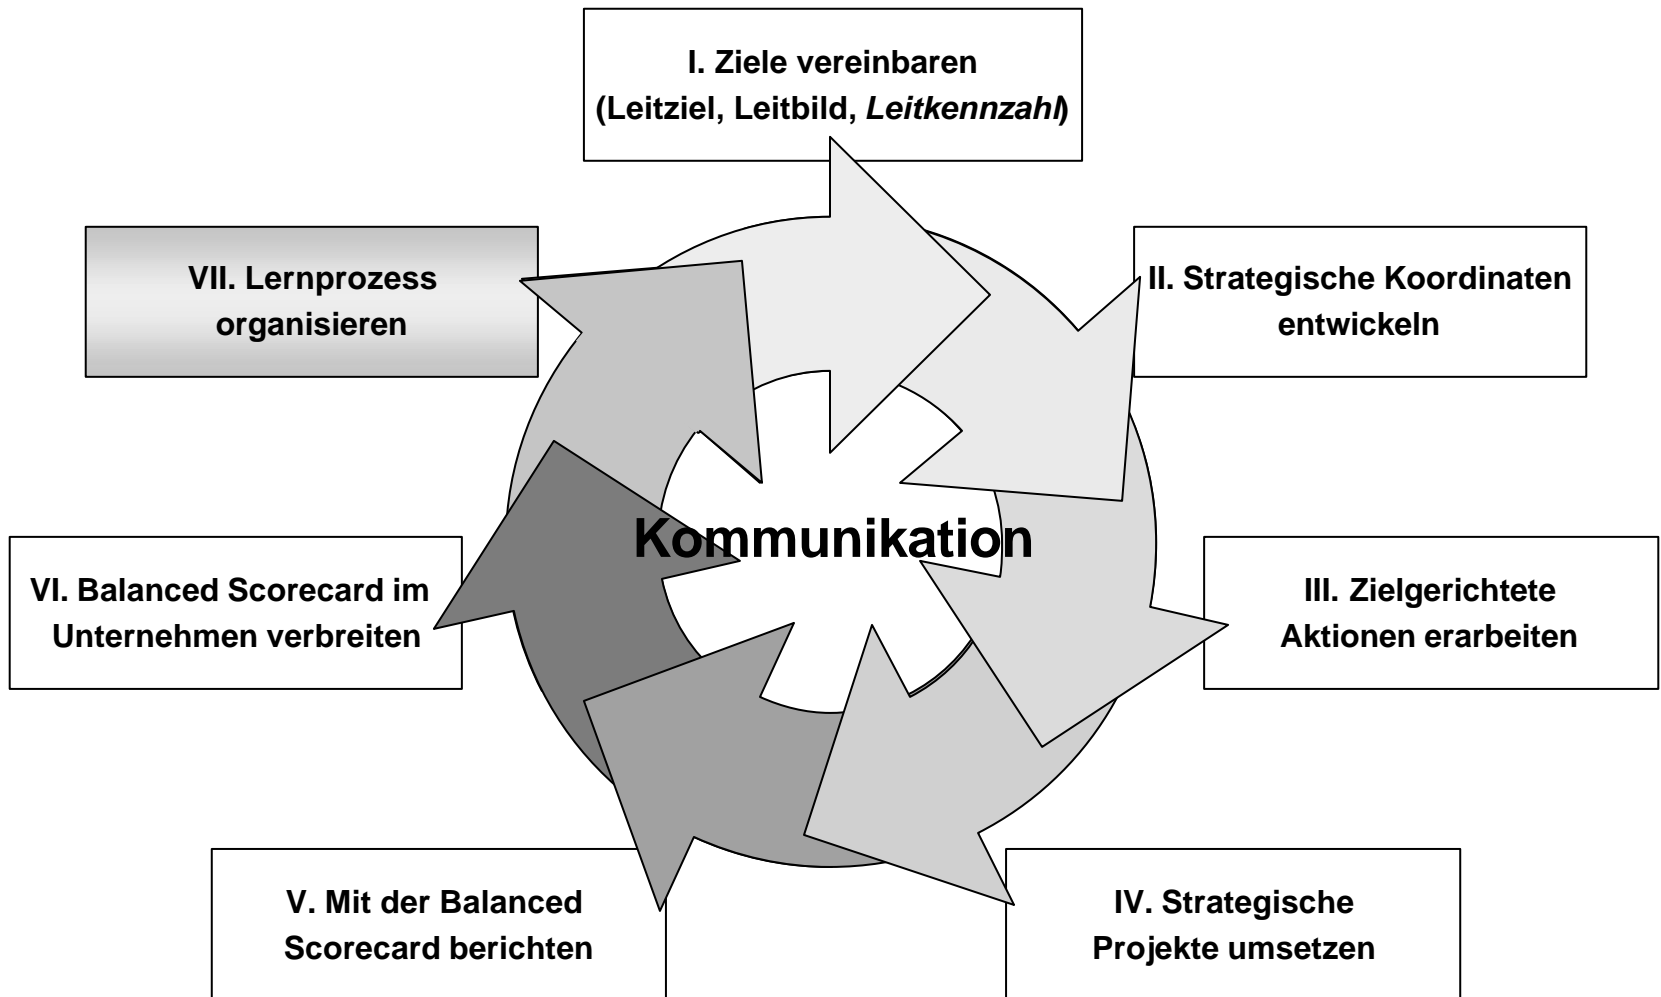 I. Ziele vereinbaren
(Leitziel, Leitbild, Leitkennzahl)
II. Strategische Koordinaten
entwickeln
III. Zielgerichtete
Aktionen erarbeiten
IV. Strategische
Projekte umsetzen
V. Mit der Balanced
Scorecard berichten
VI. Balanced Scorecard im
Unternehmen verbreiten
VII. Lernprozess
organisieren
Kommunikation